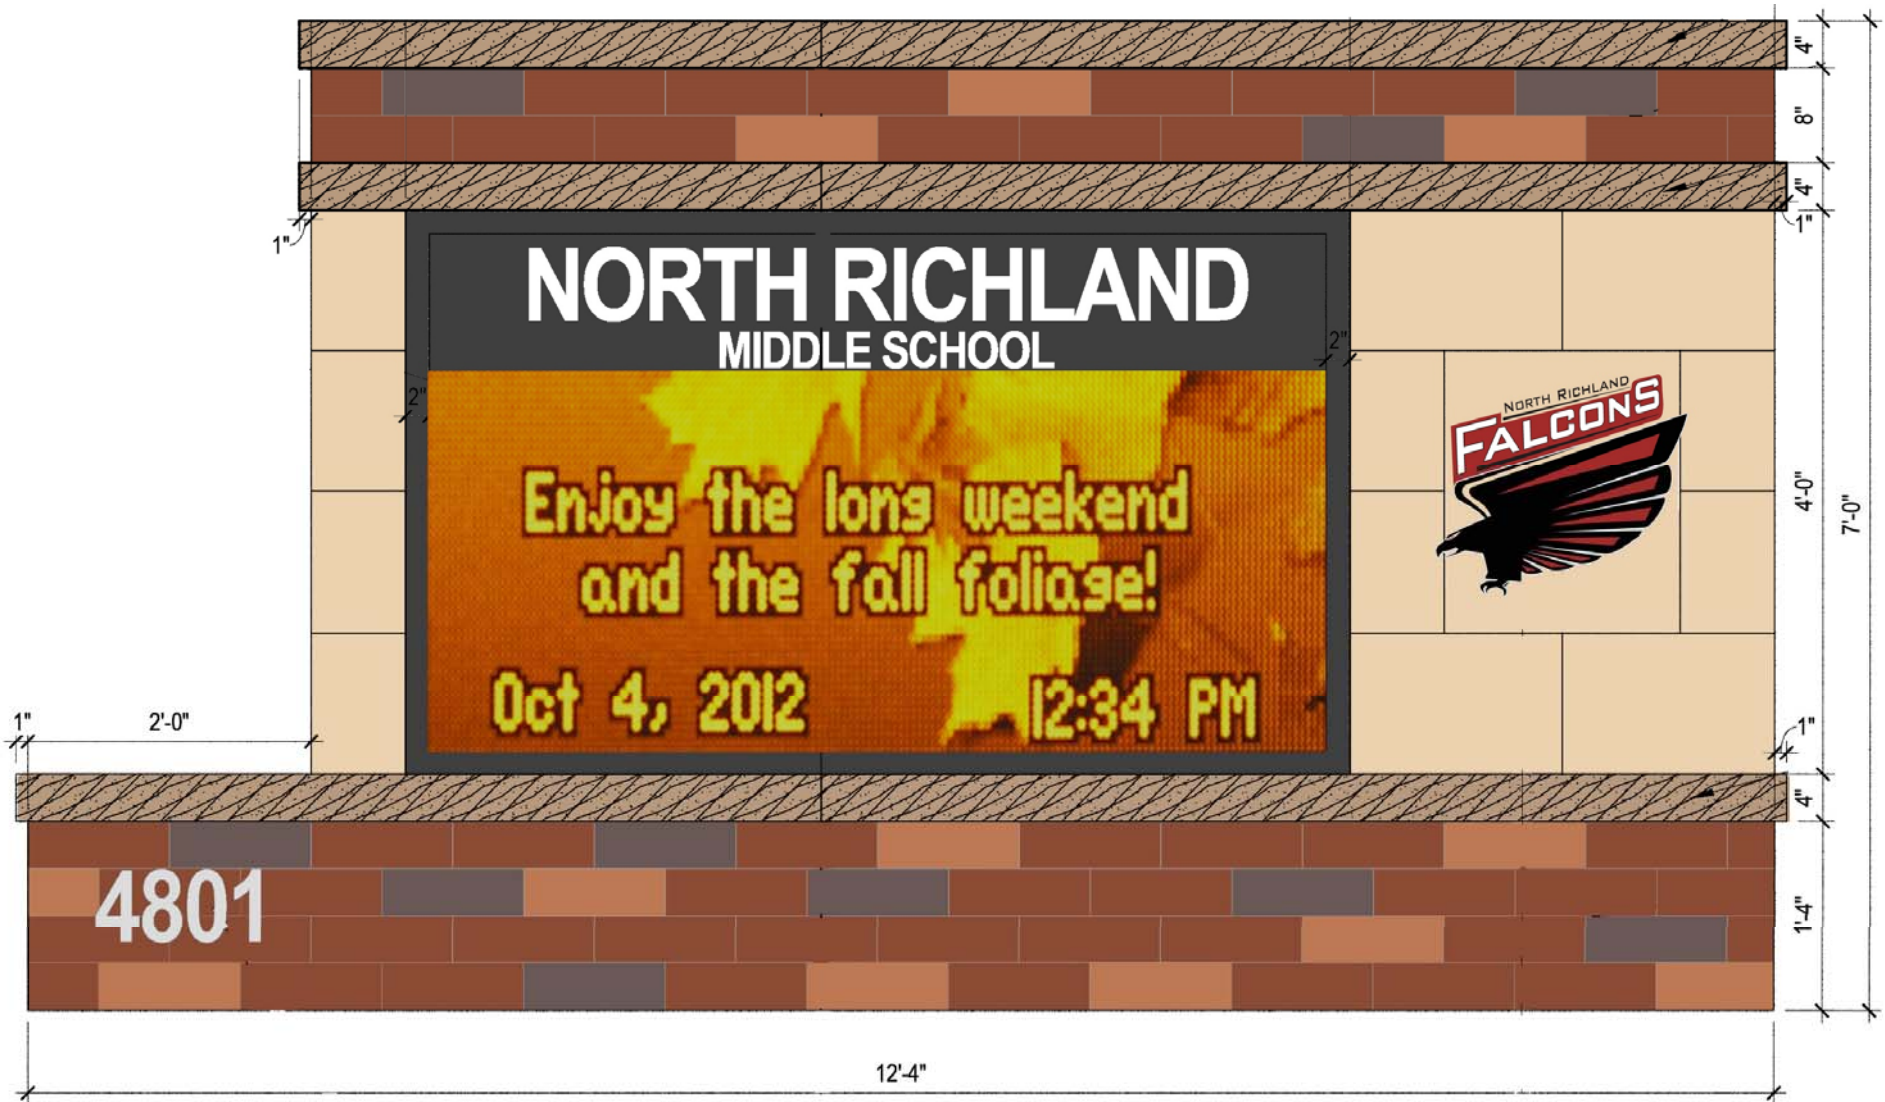 4"
8"
4"
1"
1"
NORTH RICHLAND
MIDDLE SCHOOL
2"
2"
NORTH RICHLAND
FALCONS
Enjoy the long weekend
and the fall foliage!
4'-0"
7'-0"
Oct 4, 2012 12:34 PM
1"
2'-0"
1"
4"
4801
1'-4"
12'-4"